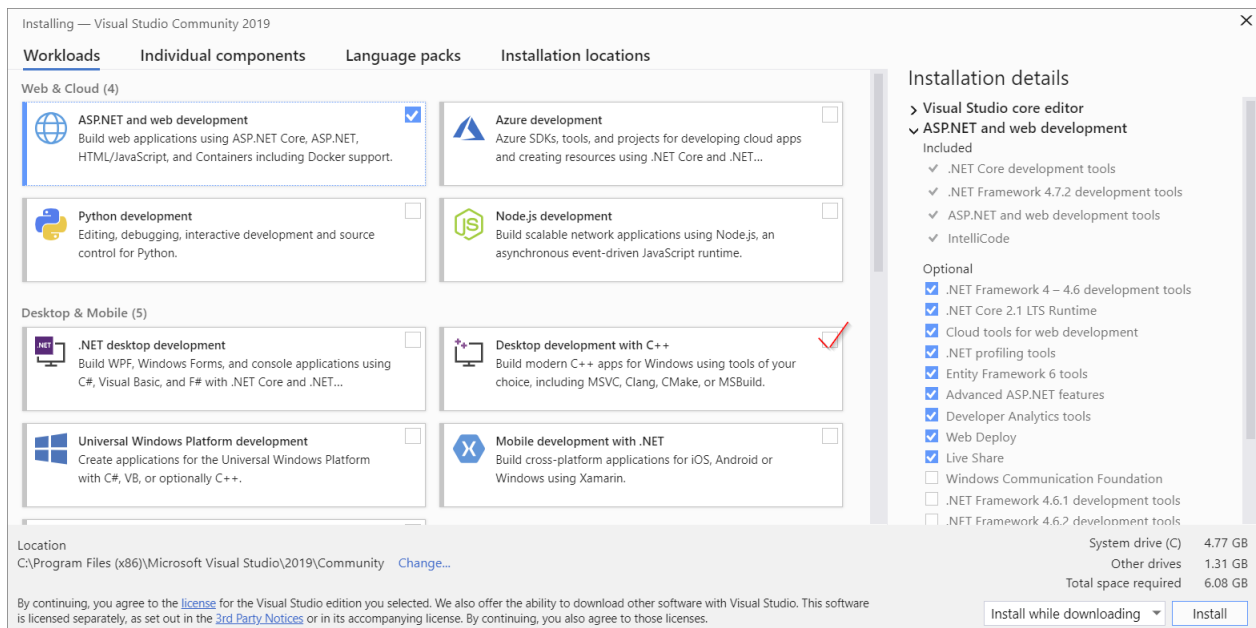 Installing — Visual Studio Community 2019
Workloads
Individual components
Language packs
Installation locations
Web & Cloud (4)
ASP.NET and web development
Build web applications using ASP.NET Core, ASP.NET,
HTML/JavaScript, and Containers including Docker support.
Azure development
Azure SDKs, tools, and projects for developing cloud apps
and creating resources using .NET Core and .NET...
Python development
Editing, debugging, interactive development and source
control for Python.
JS
Node.js development
Build scalable network applications using Node.js, an
asynchronous event-driven JavaScript runtime.
Desktop & Mobile (5)
.NET
.NET desktop development
Build WPF, Windows Forms, and console applications using
C#, Visual Basic, and F# with .NET Core and .NET...
Desktop development with C++
Build modern C++ apps for Windows using tools of your
choice, including MSVC, Clang, CMake, or MSBuild.
Universal Windows Platform development
Create applications for the Universal Windows Platform
with C#, VB, or optionally C++.
Mobile development with .NET
Build cross-platform applications for iOS, Android or
Windows using Xamarin.
Installation details
Visual Studio core editor
ASP.NET and web development
Included
.NET Core development tools
.NET Framework 4.7.2 development tools
ASP.NET and web development tools
IntelliCode
Optional
.NET Framework 4 – 4.6 development tools
.NET Core 2.1 LTS Runtime
Cloud tools for web development
.NET profiling tools
Entity Framework 6 tools
Advanced ASP.NET features
Developer Analytics tools
Web Deploy
Live Share
Windows Communication Foundation
.NET Framework 4.6.1 development tools
.NET Framework 4.6.2 development tools
Location
C:\Program Files (x86)\Microsoft Visual Studio\2019\Community Change...
System drive (C) 4.77 GB
Other drives 1.31 GB
Total space required 6.08 GB
By continuing, you agree to the license for the Visual Studio edition you selected. We also offer the ability to download other software with Visual Studio. This software
is licensed separately, as set out in the 3rd Party Notices or in its accompanying license. By continuing, you also agree to those licenses.
Install while downloading
Install